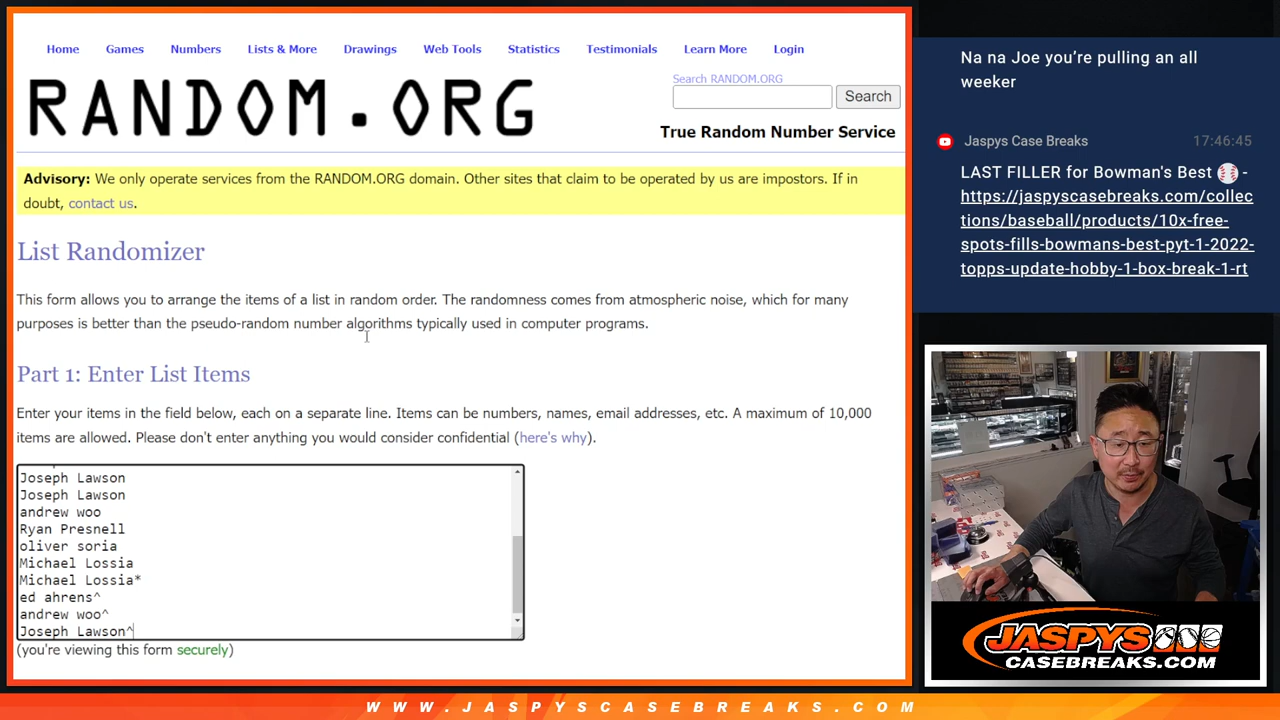 Home Games Numbers Lists & More Drawings Web Tools Statistics Testimonials Learn More Login
RANDOM.ORG
Search RANDOM.ORG
Search
True Random Number Service
Advisory: We only operate services from the RANDOM.ORG domain. Other sites that claim to be operated by us are impostors. If in
doubt, contact us.
List Randomizer
This form allows you to arrange the items of a list in random order. The randomness comes from atmospheric noise, which for many
purposes is better than the pseudo-random number algorithms typically used in computer programs.
Part 1: Enter List Items
Enter your items in the field below, each on a separate line. Items can be numbers, names, email addresses, etc. A maximum of 10,000
items are allowed. Please don't enter anything you would consider confidential (here's why).
Joseph Lawson
Joseph Lawson
andrew woo
Ryan Presnell
oliver soria
Michael Lossia
Michael Lossia*
ed ahrens^
andrew woo^
Joseph Lawson^
(you're viewing this form securely)
Na na Joe you’re pulling an all
weeker
Jaspys Case Breaks 17:46:45
LAST FILLER for Bowman's Best ⚾ -
https://jaspyscasebreaks.com/collec
tions/baseball/products/10x-free-
spots-fills-bowmans-best-pyt-1-2022-
topps-update-hobby-1-box-break-1-rt
JASPYS
CASEBREAKS.COM
WWW.JASPYSCASEBREAKS.COM